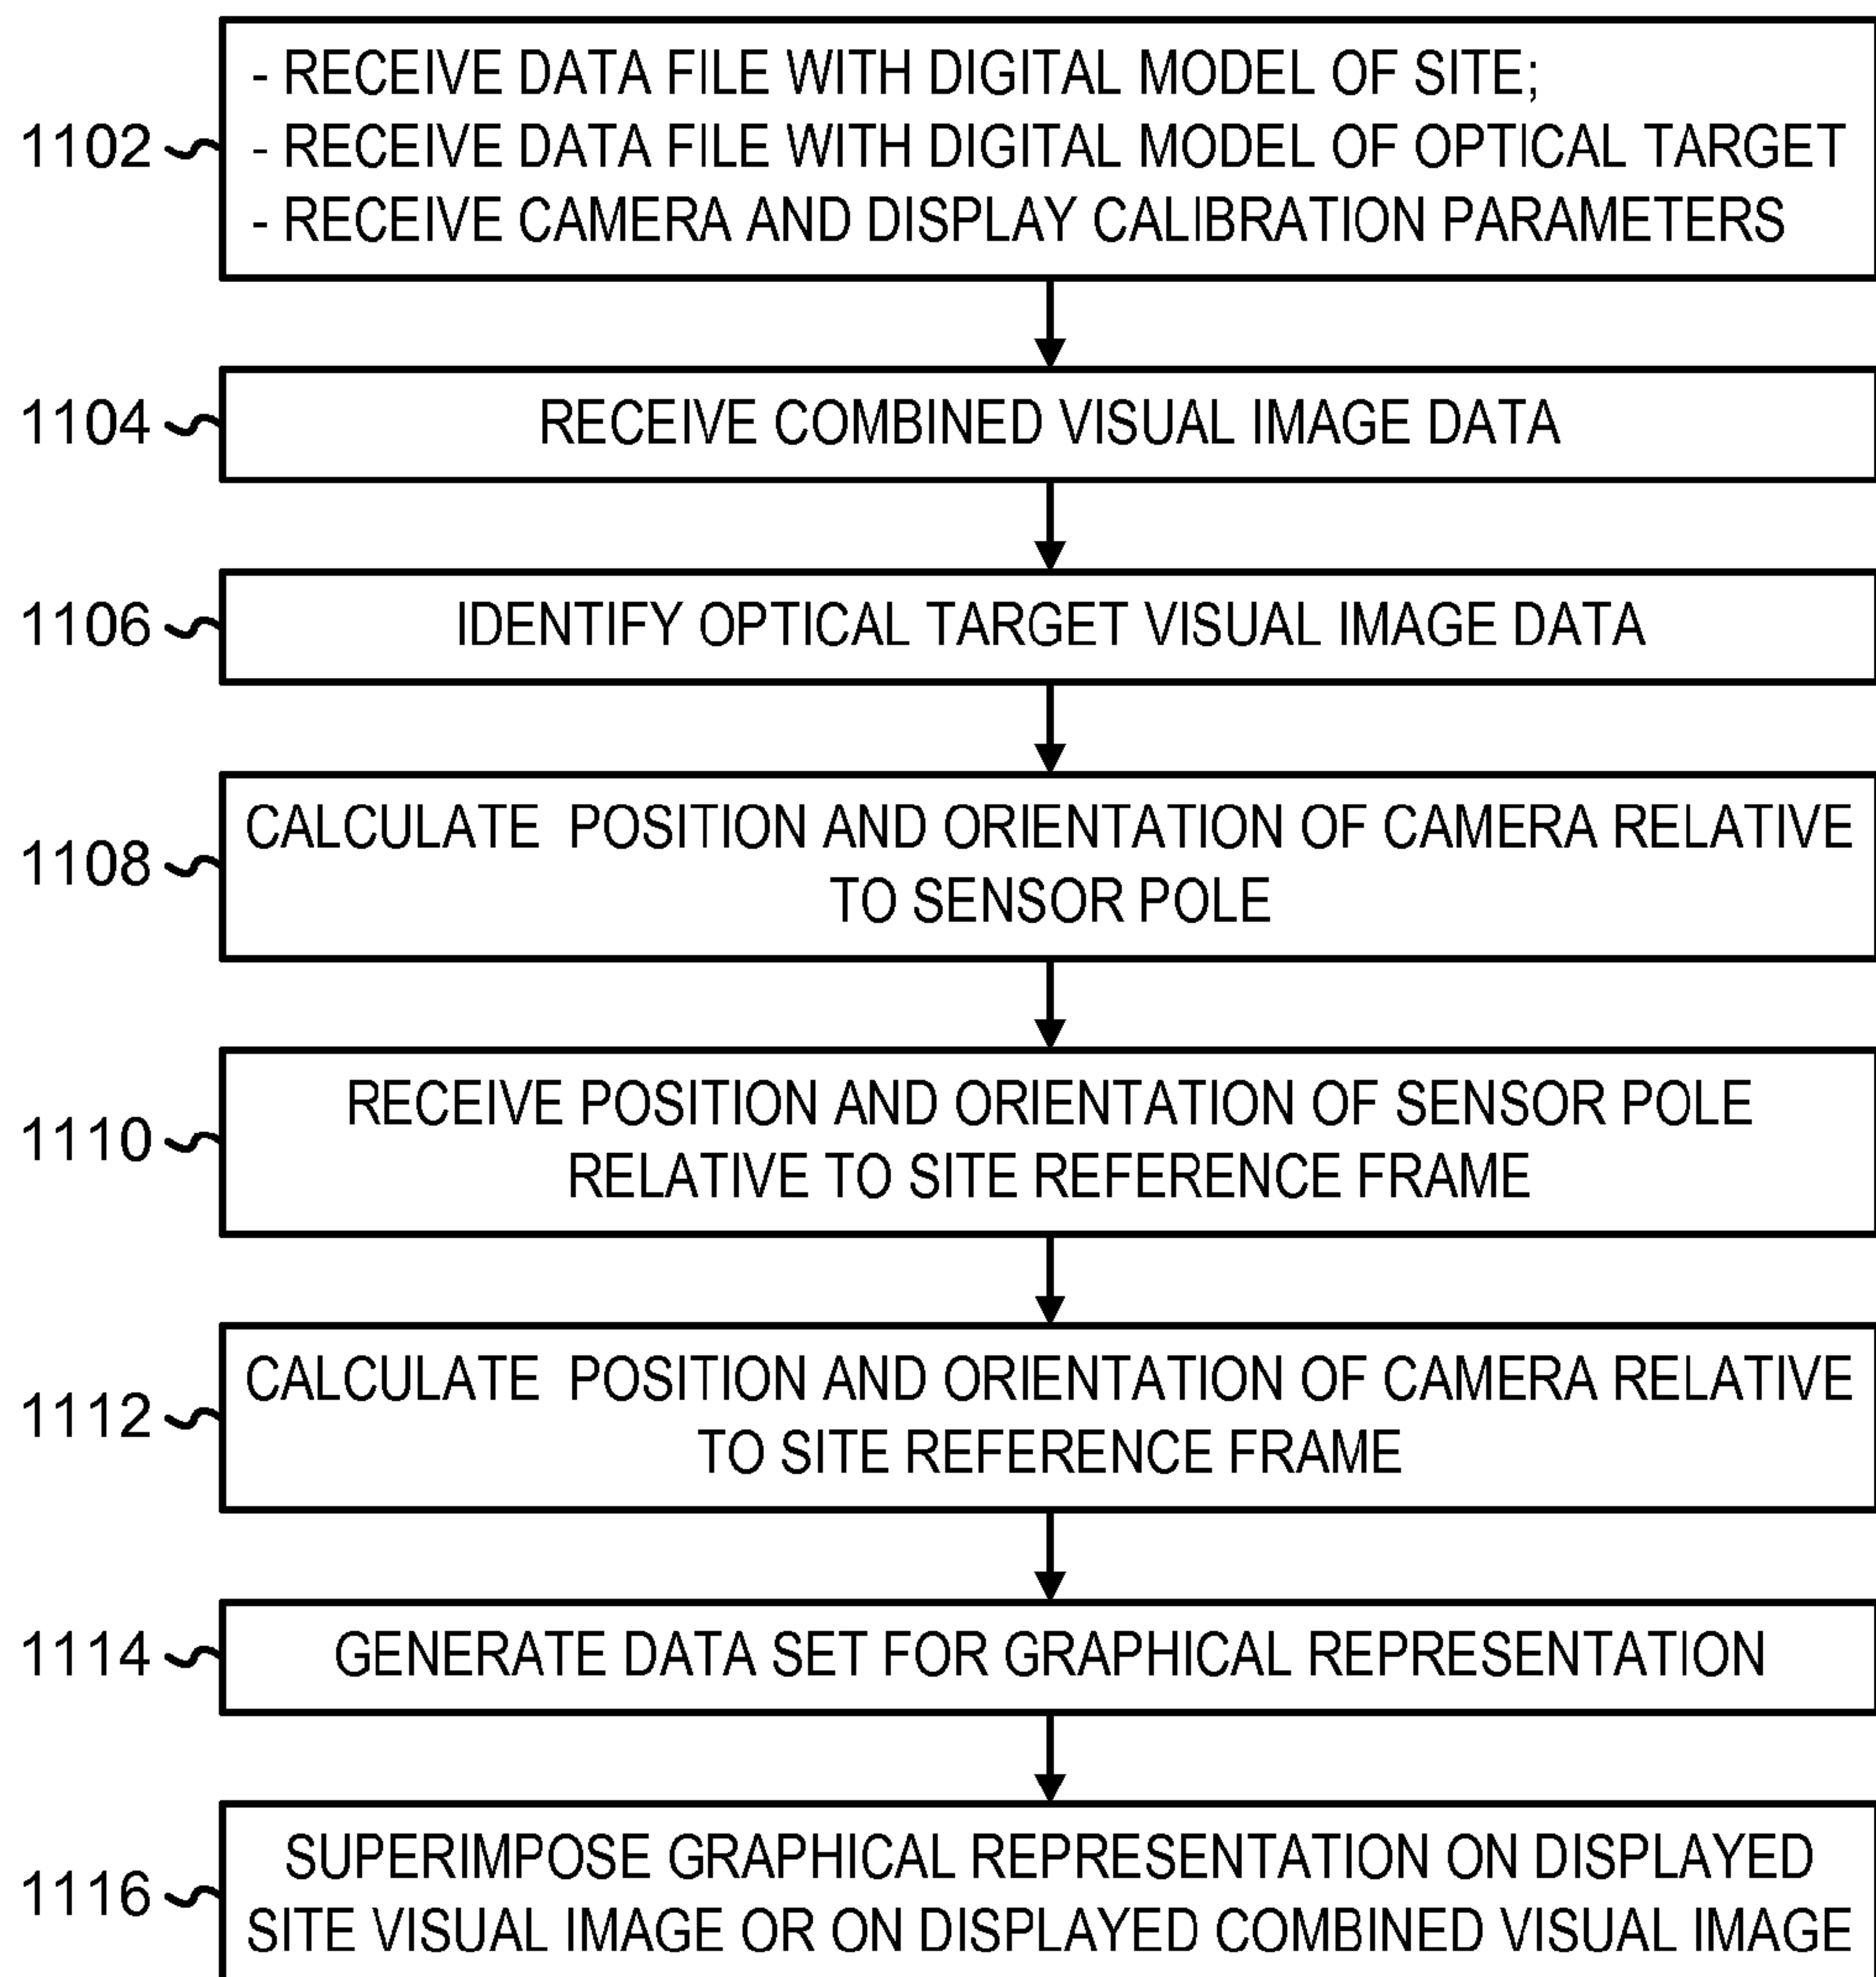 1102
- RECEIVE DATA FILE WITH DIGITAL MODEL OF SITE;
- RECEIVE DATA FILE WITH DIGITAL MODEL OF OPTICAL TARGET
- RECEIVE CAMERA AND DISPLAY CALIBRATION PARAMETERS
1104
RECEIVE COMBINED VISUAL IMAGE DATA
1106
IDENTIFY OPTICAL TARGET VISUAL IMAGE DATA
1108
CALCULATE POSITION AND ORIENTATION OF CAMERA RELATIVE
TO SENSOR POLE
1110
RECEIVE POSITION AND ORIENTATION OF SENSOR POLE
RELATIVE TO SITE REFERENCE FRAME
1112
CALCULATE POSITION AND ORIENTATION OF CAMERA RELATIVE
TO SITE REFERENCE FRAME
1114
GENERATE DATA SET FOR GRAPHICAL REPRESENTATION
1116
SUPERIMPOSE GRAPHICAL REPRESENTATION ON DISPLAYED
SITE VISUAL IMAGE OR ON DISPLAYED COMBINED VISUAL IMAGE